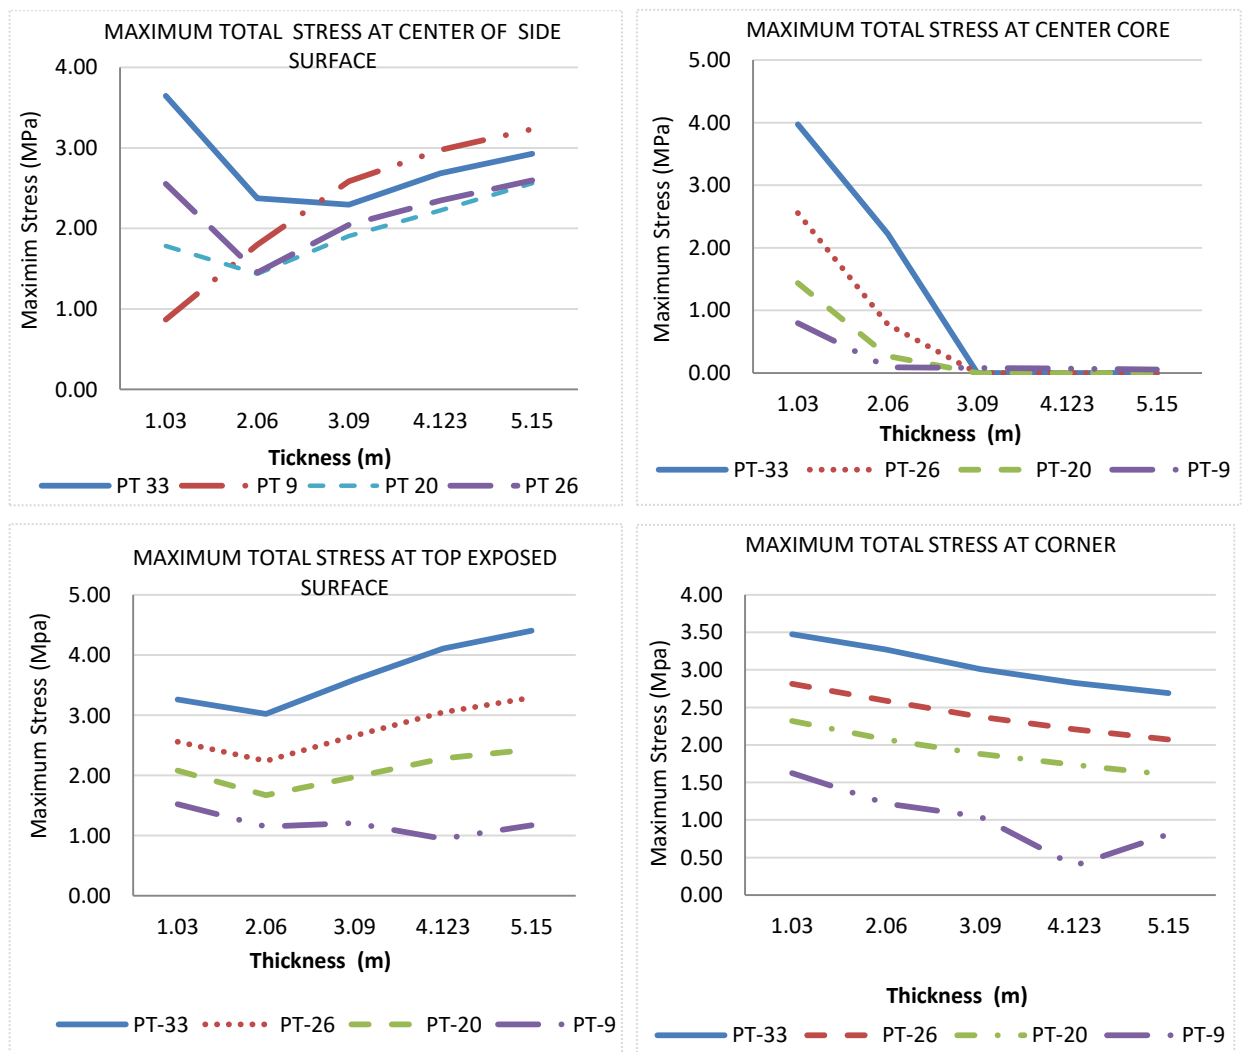 MAXIMUM TOTAL STRESS AT CENTER OF SIDE
SURFACE
4.00
3.00
2.00
1.00
0.00
Maximim Stress (MPa)
1.03 2.06 3.09 4.123 5.15
Tickness (m)
PT 33 PT 9 PT 20 PT 26
MAXIMUM TOTAL STRESS AT CENTER CORE
5.00
4.00
3.00
2.00
1.00
0.00
Maximum Stress (MPa)
1.03 2.06 3.09 4.123 5.15
Thickness (m)
PT-33 PT-26 PT-20 PT-9
MAXIMUM TOTAL STRESS AT TOP EXPOSED
SURFACE
5.00
4.00
3.00
2.00
1.00
0.00
Maximum Stress (Mpa)
1.03 2.06 3.09 4.123 5.15
Thickness (m)
PT-33 PT-26 PT-20 PT-9
MAXIMUM TOTAL STRESS AT CORNER
4.00
3.50
3.00
2.50
2.00
1.50
1.00
0.50
0.00
Maximum Stress (Mpa)
1.03 2.06 3.09 4.123 5.15
Thickness (m)
PT-33 PT-26 PT-20 PT-9